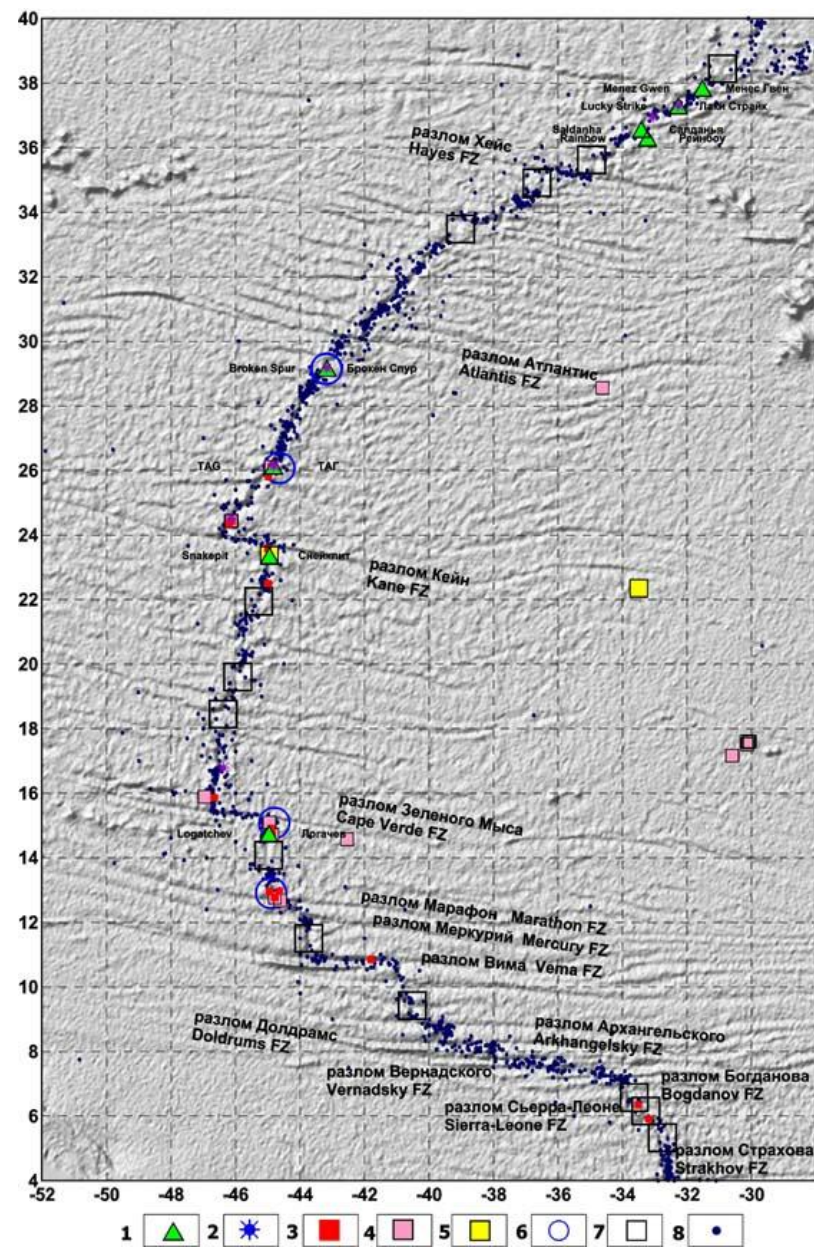 40
38
Menez Gwen Менес Гвен
Lucky Strike Лаки Страйк
Saldanha Салданья
Rainbow Рейнбоу
36
разлом Хейс
Hayes FZ
34
32
30
Broken Spur Брокен Спур
разлом Атлантис
Atlantis FZ
28
26
TAG ТАГ
24
Snakepit Снейкпит
разлом Кейн
Kane FZ
22
20
18
16
разлом Зеленого Мыса
Cape Verde FZ
Logatchev Логачев
14
разлом Марафон Marathon FZ
12
разлом Меркурий Mercury FZ
разлом Вима Vema FZ
10
разлом Долдрамс
Doldrums FZ
разлом Архангельского
Arkhangelsky FZ
8
разлом Вернадского
Vernadsky FZ
разлом Богданова
Bogdanov FZ
6
разлом Сьерра-Леоне
Sierra-Leone FZ
разлом Страхова
Strakhov FZ
4
-52 -50 -48 -46 -44 -42 -40 -38 -36 -34 -32 -30
1 2 3 4 5 6 7 8